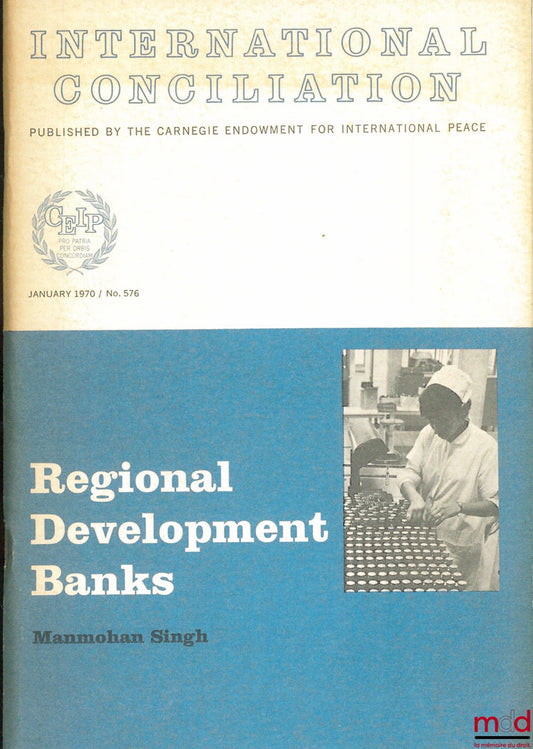 INTERNATIONAL
CONCILIATION
PUBLISHED BY THE CARNEGIE ENDOWMENT FOR INTERNATIONAL PEACE
CEIP
PRO PATRIA
PER ORBIS
CONCORDIAM
JANUARY 1970 / No. 576
Regional
Development
Banks
Manmohan Singh
mdd
la mémoire du droit